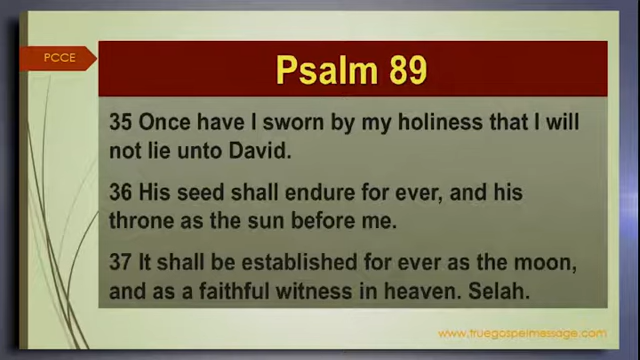 PCCE
Psalm 89
35 Once have I sworn by my holiness that I will
not lie unto David.
36 His seed shall endure for ever, and his
throne as the sun before me.
37 It shall be established for ever as the moon,
and as a faithful witness in heaven. Selah.
www.truegospelmessage.com